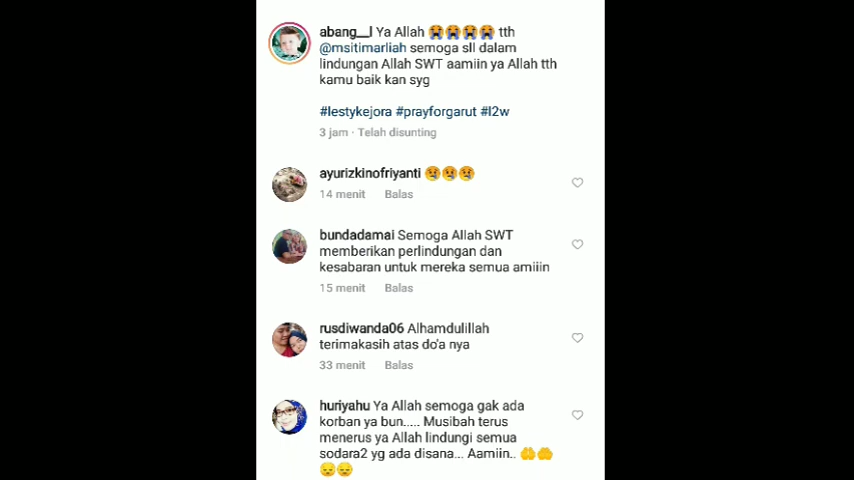 abang__l Ya Allah 😭😭😭😭 tth
@msitimarliah semoga sll dalam
lindungan Allah SWT aamiin ya Allah tth
kamu baik kan syg
#lestykejora #prayforgarut #l2w
3 jam · Telah disunting
ayurizkinofriyanti 😢😢😢
14 menit Balas
bundadamai Semoga Allah SWT
memberikan perlindungan dan
kesabaran untuk mereka semua amiiin
15 menit Balas
rusdiwanda06 Alhamdulillah
terimakasih atas do'a nya
33 menit Balas
huriyahu Ya Allah semoga gak ada
korban ya bun..... Musibah terus
menerus ya Allah lindungi semua
sodara2 yg ada disana... Aamiin.. 🤲🤲
😔😔